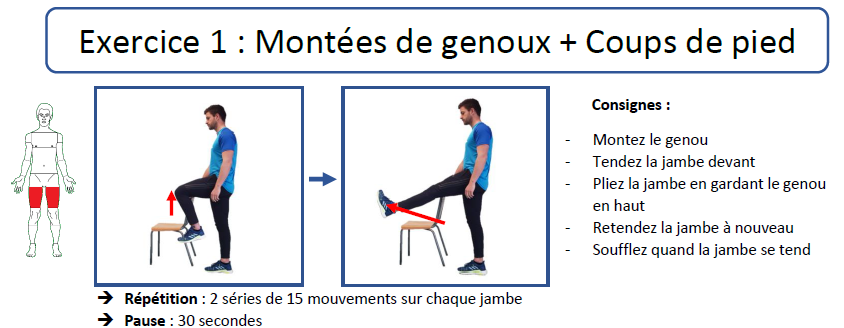 Exercice 1 : Montées de genoux + Coups de pied
Consignes :
- Montez le genou
- Tendez la jambe devant
- Pliez la jambe en gardant le genou
en haut
- Retendez la jambe à nouveau
- Soufflez quand la jambe se tend
➔ Répétition : 2 séries de 15 mouvements sur chaque jambe
➔ Pause : 30 secondes